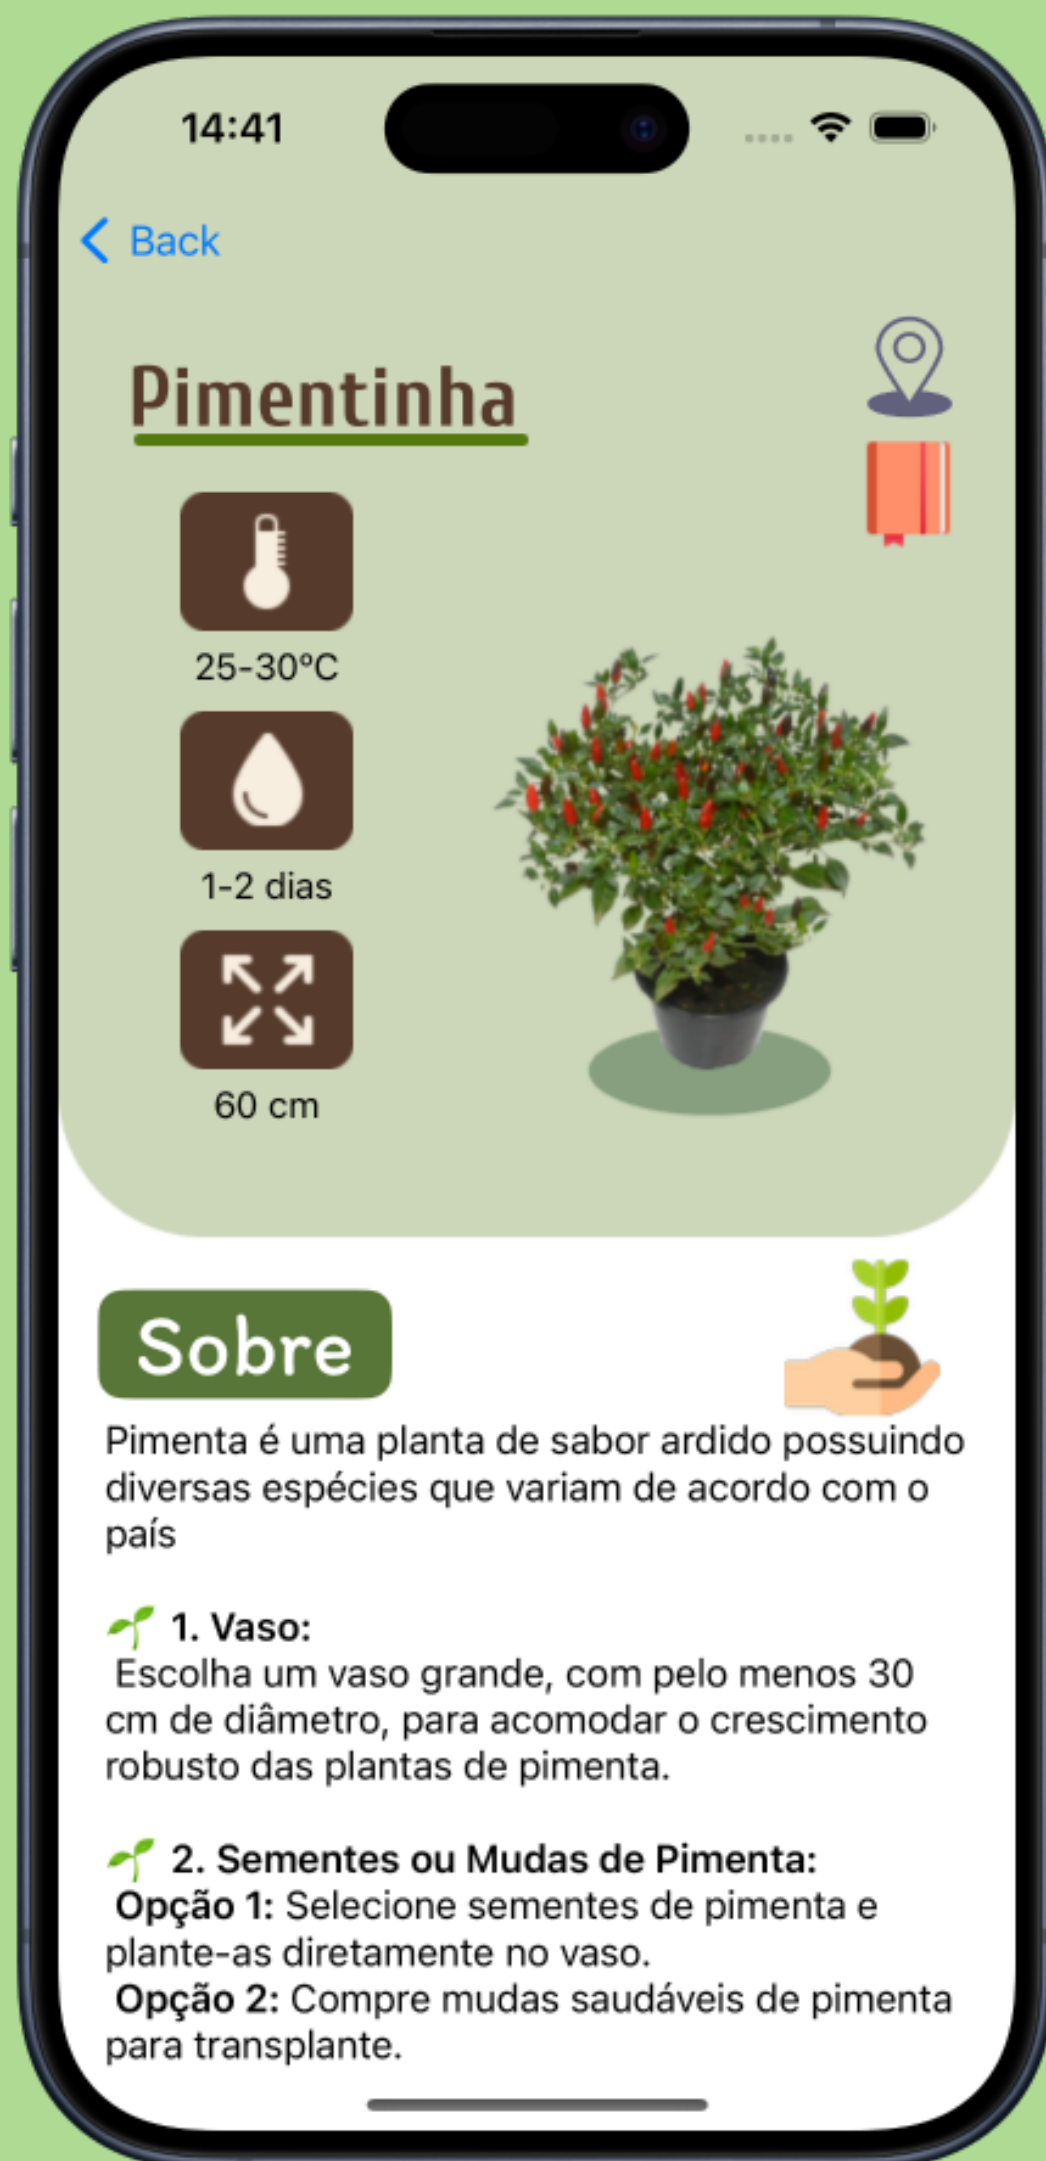 14:41
Back
Pimentinha
25-30°C
1-2 dias
60 cm
Sobre
Pimenta é uma planta de sabor ardido possuindo
diversas espécies que variam de acordo com o
país
🌱 1. Vaso:
Escolha um vaso grande, com pelo menos 30
cm de diâmetro, para acomodar o crescimento
robusto das plantas de pimenta.
🌱 2. Sementes ou Mudas de Pimenta:
Opção 1: Selecione sementes de pimenta e
plante-as diretamente no vaso.
Opção 2: Compre mudas saudáveis de pimenta
para transplante.